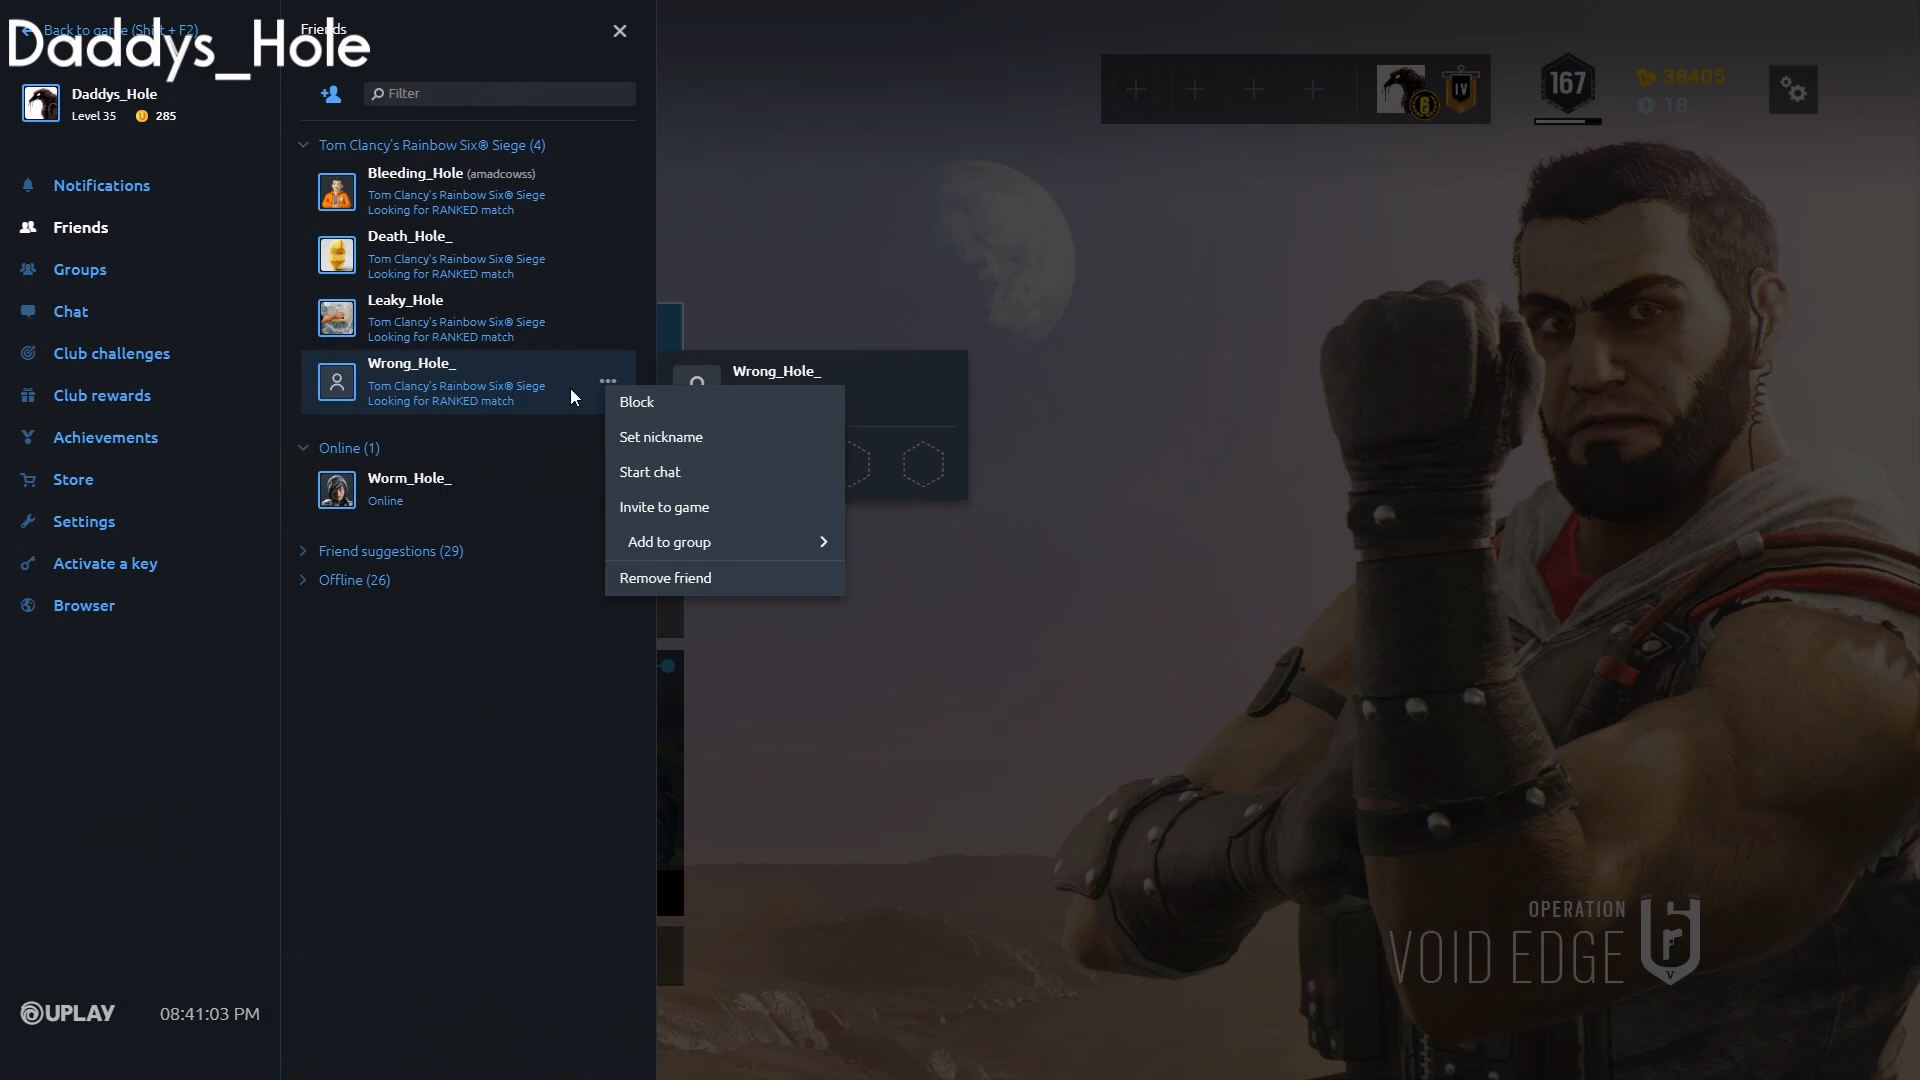 Back to game (Shift + F2)
Daddys_Hole
Daddys_Hole
Level 35 285
Notifications
Friends
Groups
Chat
Club challenges
Club rewards
Achievements
Store
Settings
Activate a key
Browser
UPLAY 08:41:03 PM
Friends
Filter
Tom Clancy's Rainbow Six® Siege (4)
Bleeding_Hole (amadcowss)
Tom Clancy's Rainbow Six® Siege
Looking for RANKED match
Death_Hole_
Tom Clancy's Rainbow Six® Siege
Looking for RANKED match
Leaky_Hole
Tom Clancy's Rainbow Six® Siege
Looking for RANKED match
Wrong_Hole_
Tom Clancy's Rainbow Six® Siege
Looking for RANKED match
Online (1)
Worm_Hole_
Online
Friend suggestions (29)
Offline (26)
Wrong_Hole_
Block
Set nickname
Start chat
Invite to game
Add to group
Remove friend
IV
167
38405
18
OPERATION
VOID EDGE
V